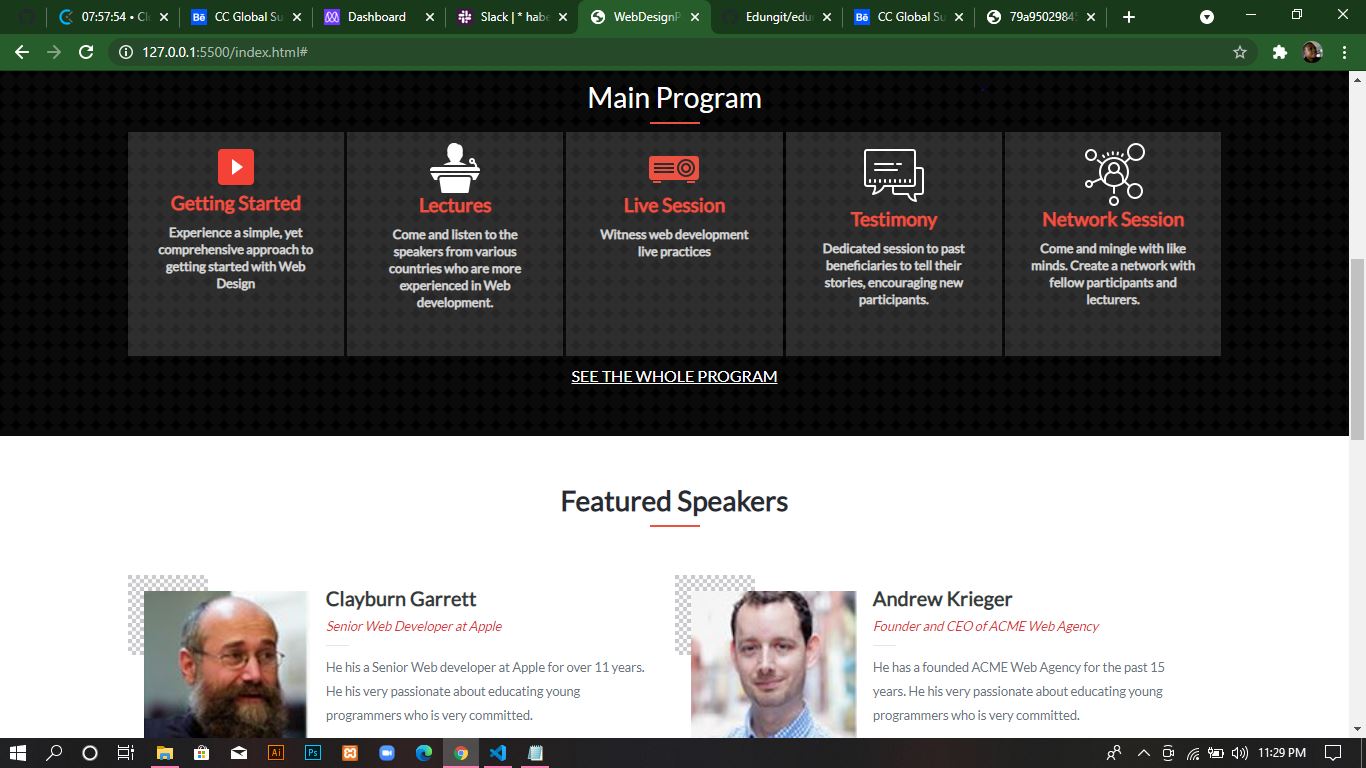 07:57:54 • Cl
CC Global Su
Dashboard
Slack | * habe
WebDesignP
Edungit/edu
CC Global Su
79a95029845
127.0.0.1:5500/index.html#
Main Program
Getting Started
Experience a simple, yet
comprehensive approach to
getting started with Web
Design
Lectures
Come and listen to the
speakers from various
countries who are more
experienced in Web
development.
Live Session
Witness web development
live practices
Testimony
Dedicated session to past
beneficiaries to tell their
stories, encouraging new
participants.
Network Session
Come and mingle with like
minds. Create a network with
fellow participants and
lecturers.
SEE THE WHOLE PROGRAM
Featured Speakers
Clayburn Garrett
Senior Web Developer at Apple
He his a Senior Web developer at Apple for over 11 years.
He his very passionate about educating young
programmers who is very committed.
Andrew Krieger
Founder and CEO of ACME Web Agency
He has a founded ACME Web Agency for the past 15
years. He his very passionate about educating young
programmers who is very committed.
11:29 PM